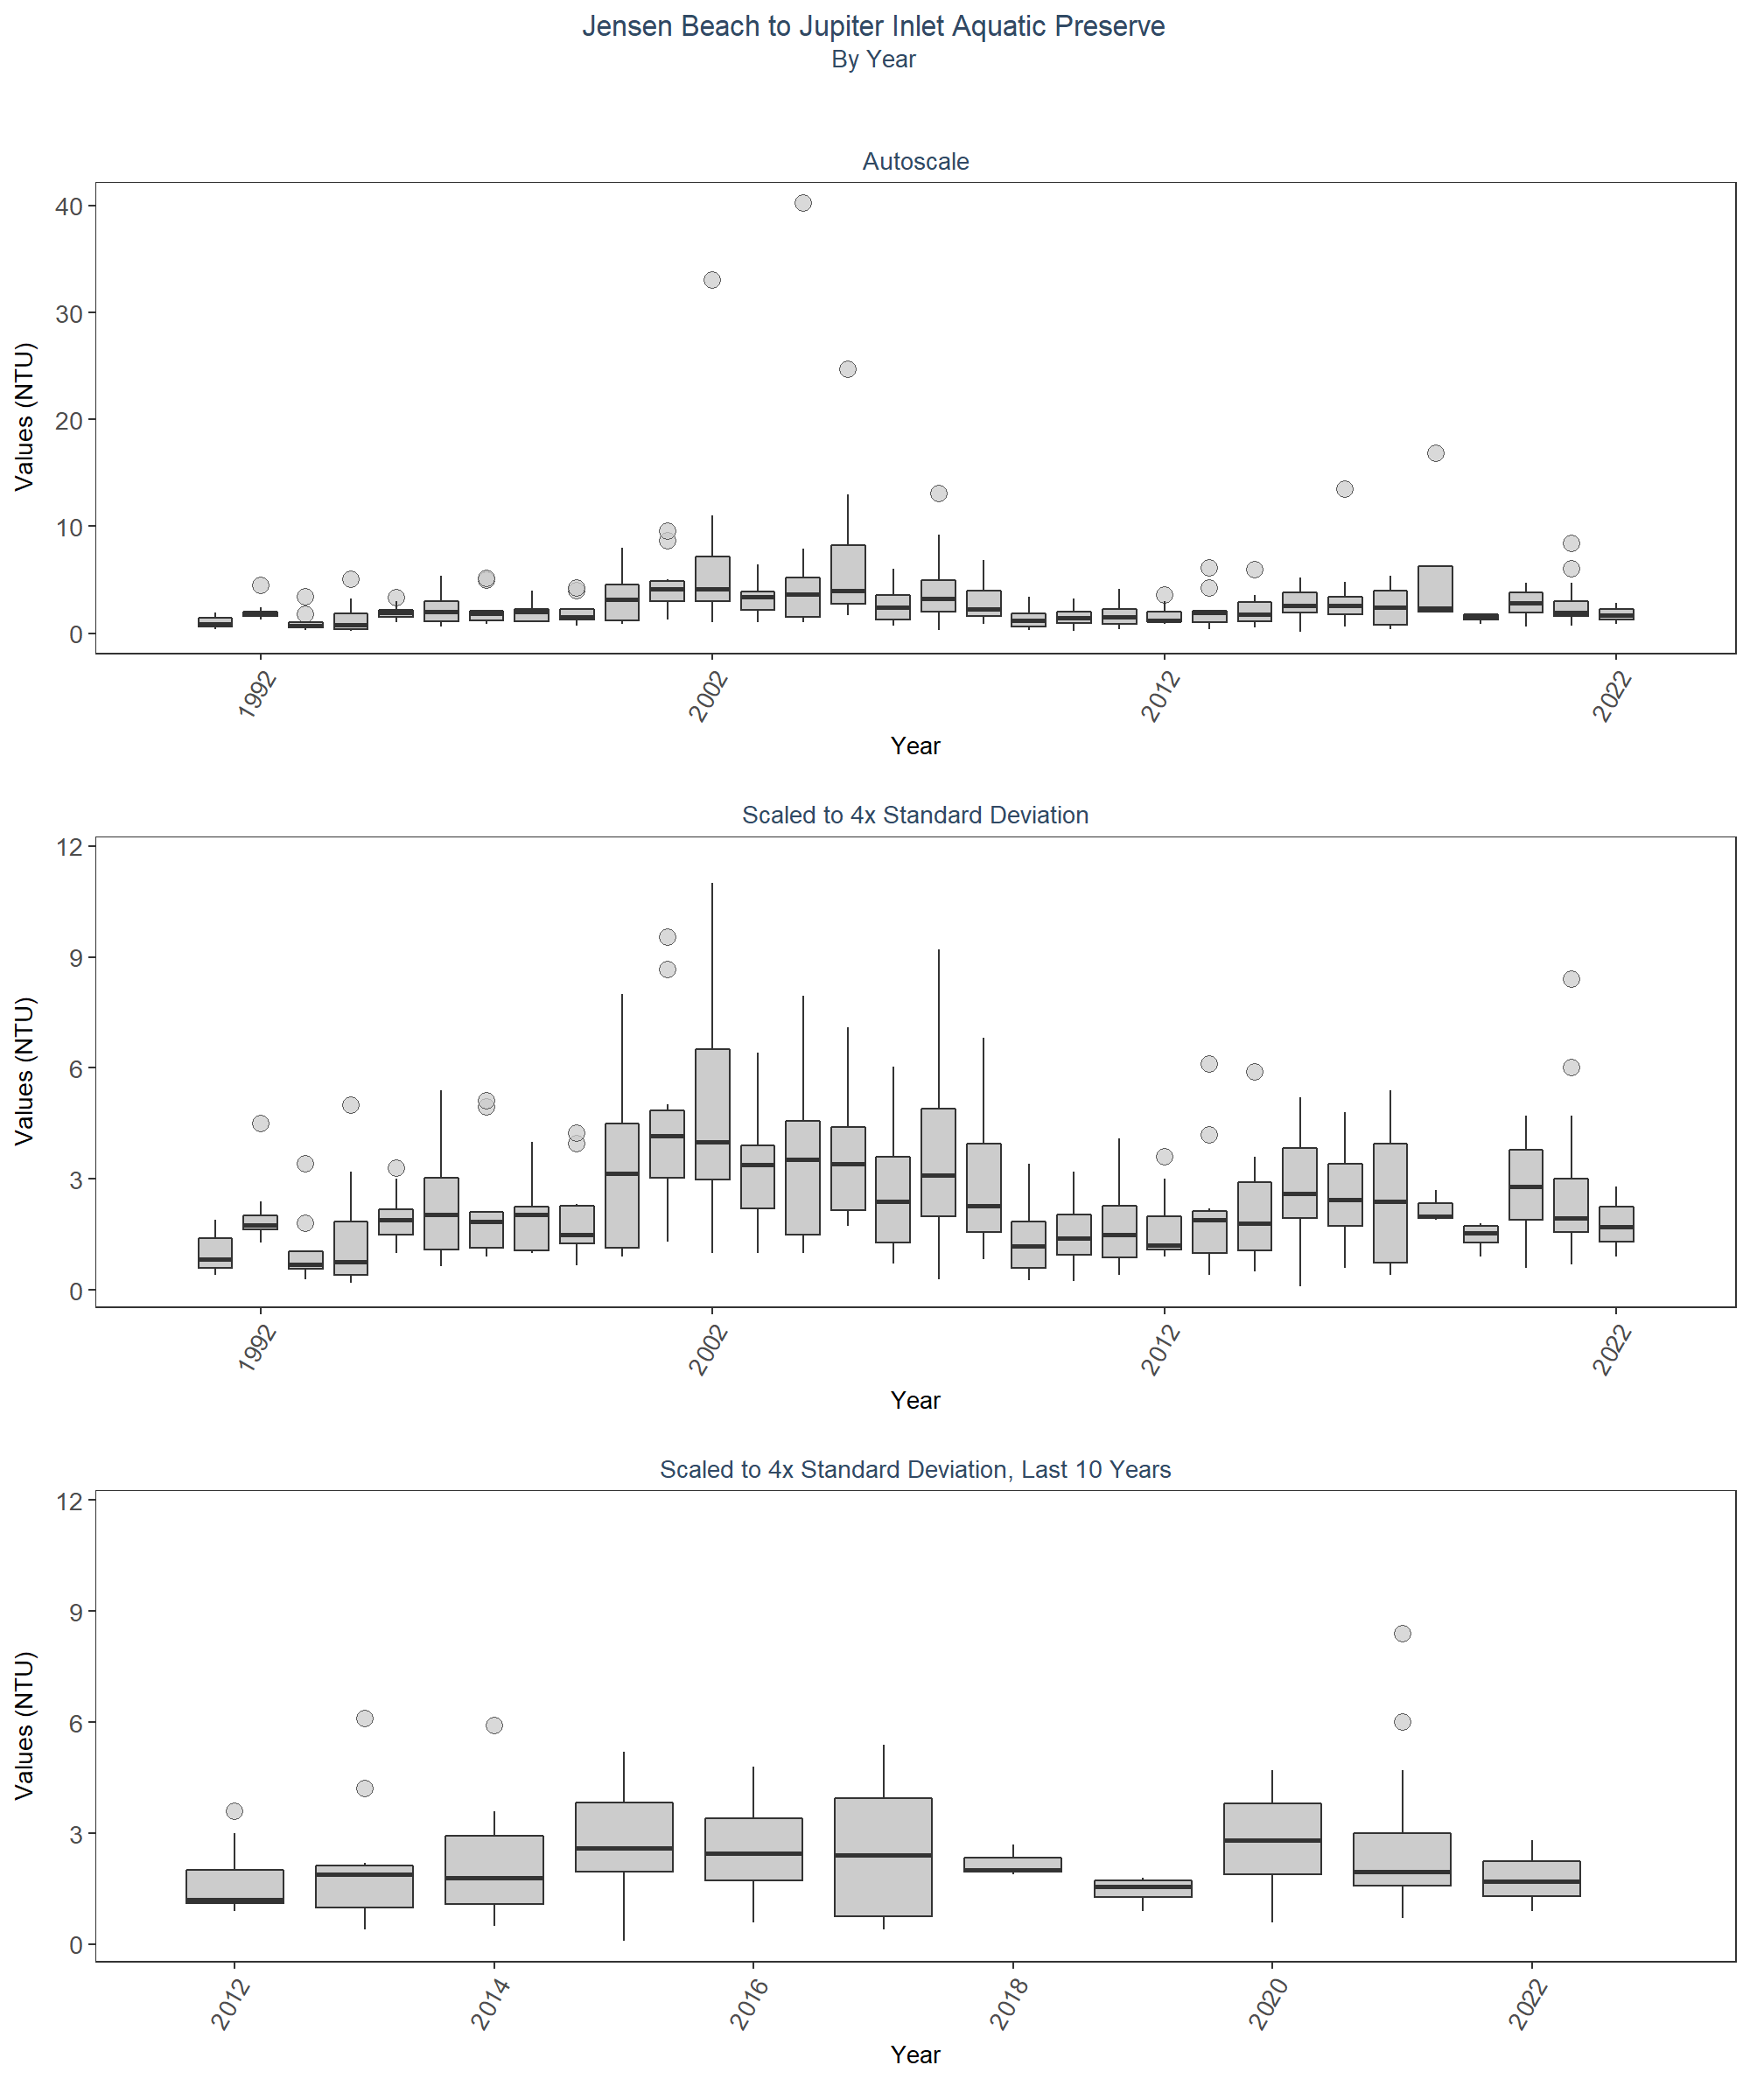 Jensen Beach to Jupiter Inlet Aquatic Preserve
By Year
Autoscale
Values (NTU)
40
30
20
10
0
1992
2002
2012
2022
Year
Scaled to 4x Standard Deviation
Values (NTU)
12
9
6
3
0
1992
2002
2012
2022
Year
Scaled to 4x Standard Deviation, Last 10 Years
Values (NTU)
12
9
6
3
0
2012
2014
2016
2018
2020
2022
Year